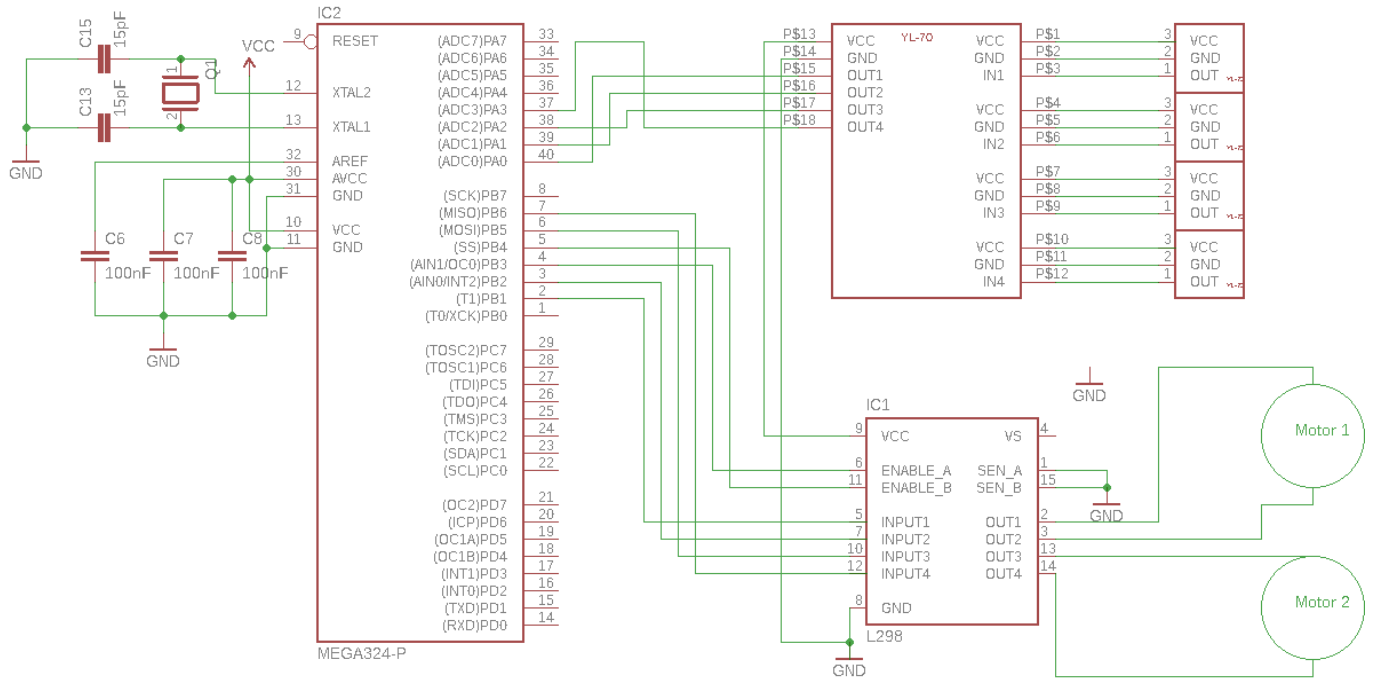 IC2
C15
15pF
C13
15pF
1
Q1
2
VCC
GND
9
RESET
12
XTAL2
13
XTAL1
32
AREF
30
AVCC
31
GND
10
VCC
11
GND
C6
100nF
C7
100nF
C8
100nF
GND
(ADC7)PA7 33
(ADC6)PA6 34
(ADC5)PA5 35
(ADC4)PA4 36
(ADC3)PA3 37
(ADC2)PA2 38
(ADC1)PA1 39
(ADC0)PA0 40
(SCK)PB7 8
(MISO)PB6 7
(MOSI)PB5 6
(SS)PB4 5
(AIN1/OC0)PB3 4
(AIN0/INT2)PB2 3
(T1)PB1 2
(T0/XCK)PB0 1
(TOSC2)PC7 29
(TOSC1)PC6 28
(TDI)PC5 27
(TDO)PC4 26
(TMS)PC3 25
(TCK)PC2 24
(SDA)PC1 23
(SCL)PC0 22
(OC2)PD7 21
(ICP)PD6 20
(OC1A)PD5 19
(OC1B)PD4 18
(INT1)PD3 17
(INT0)PD2 16
(TXD)PD1 15
(RXD)PD0 14
MEGA324-P
YL-70
P$13 VCC
P$14 GND
P$15 OUT1
P$16 OUT2
P$17 OUT3
P$18 OUT4
VCC P$1 3 VCC
GND P$2 2 GND
IN1 P$3 1 OUT
VCC P$4 3 VCC
GND P$5 2 GND
IN2 P$6 1 OUT
VCC P$7 3 VCC
GND P$8 2 GND
IN3 P$9 1 OUT
VCC P$10 3 VCC
GND P$11 2 GND
IN4 P$12 1 OUT
GND
IC1
9 VCC VS 4
6 ENABLE_A SEN_A 1
11 ENABLE_B SEN_B 15
GND
5 INPUT1 OUT1 2
7 INPUT2 OUT2 3
10 INPUT3 OUT3 13
12 INPUT4 OUT4 14
8 GND
L298
GND
Motor 1
Motor 2